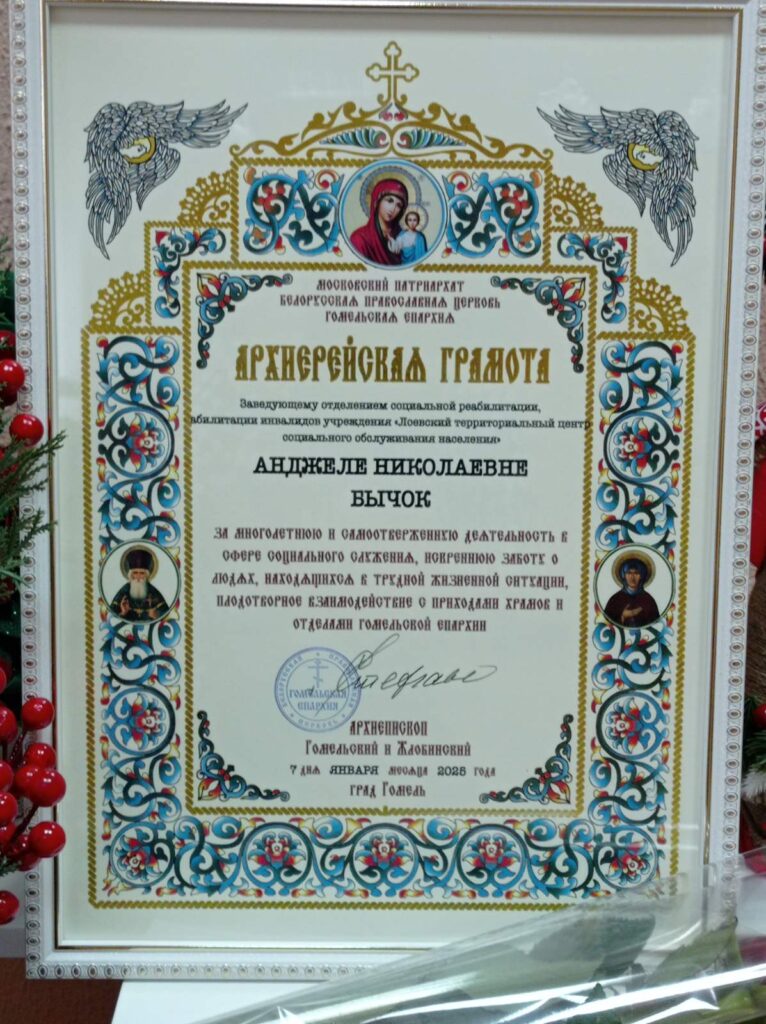 МОСКОВСКИЙ ПАТРИАРХАТ
БЕЛОРУССКАЯ ПРАВОСЛАВНАЯ ЦЕРКОВЬ
ГОМЕЛЬСКАЯ ЕПАРХИЯ
АРХИЕРЕЙСКАЯ ГРАМОТА
Заведующему отделением социальной реабилитации,
абилитации инвалидов учреждения «Лоевский территориальный центр
социального обслуживания населения»
АНДЖЕЛЕ НИКОЛАЕВНЕ
БЫЧОК
ЗА МНОГОЛЕТНЮЮ И САМООТВЕРЖЕННУЮ ДЕЯТЕЛЬНОСТЬ В
СФЕРЕ СОЦИАЛЬНОГО СЛУЖЕНИЯ, ИСКРЕННЮЮ ЗАБОТУ О
ЛЮДЯХ, НАХОДЯЩИХСЯ В ТРУДНОЙ ЖИЗНЕННОЙ СИТУАЦИИ,
ПЛОДОТВОРНОЕ ВЗАИМОДЕЙСТВИЕ С ПРИХОДАМИ ХРАМОВ И
ОТДЕЛАМИ ГОМЕЛЬСКОЙ ЕПАРХИИ
БЕЛОРУССКАЯ ПРАВОСЛАВНАЯ ЦЕРКОВЬ
ГОМЕЛЬСКАЯ
ЕПАРХИЯ
АРХИЕПИСКОП
Гомельский и Жлобинский
7 дня ЯНВАРЯ месяца 2025 года
град Гомель